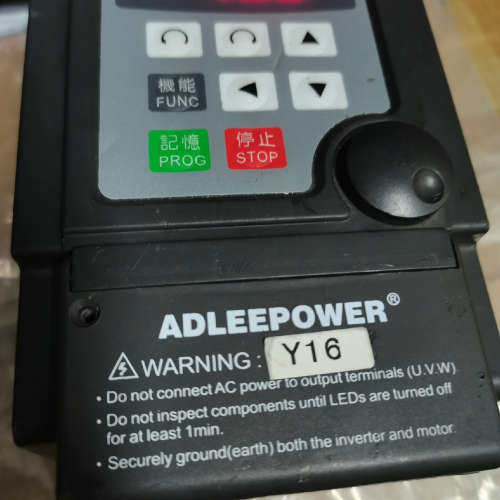 機能
FUNC
記憶
PROG
停止
STOP
ADLEEPOWER®
WARNING : Y16
• Do not connect AC power to output terminals (U.V.W).
• Do not inspect components until LEDs are turned off
for at least 1min.
• Securely ground(earth) both the inverter and motor.